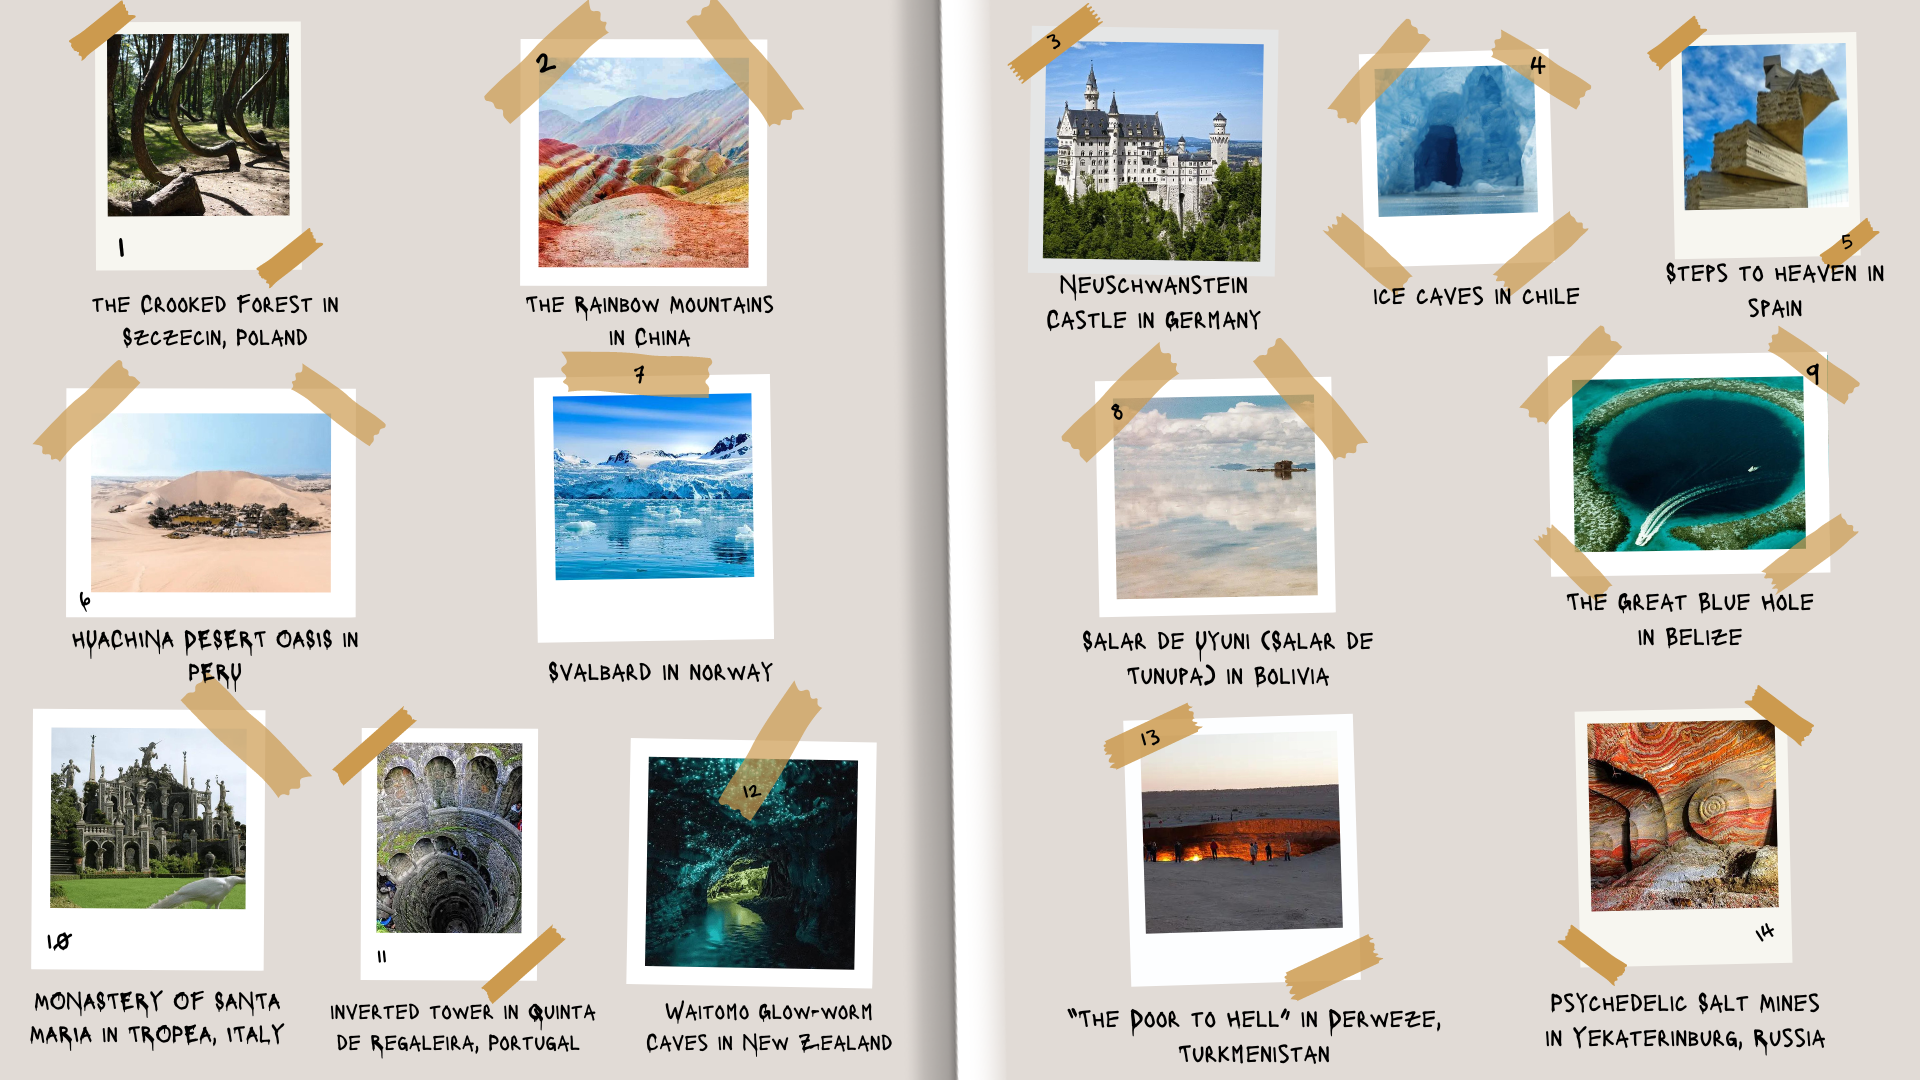 1
THE CROOKED FOREST IN
SZCZECIN, POLAND
2
THE RAINBOW MOUNTAINS
IN CHINA
3
NEUSCHWANSTEIN
CASTLE IN GERMANY
4
ICE CAVES IN CHILE
5
STEPS TO HEAVEN IN
SPAIN
6
HUACHINA DESERT OASIS IN
PERU
7
SVALBARD IN NORWAY
8
SALAR DE UYUNI (SALAR DE
TUNUPA) IN BOLIVIA
9
THE GREAT BLUE HOLE
IN BELIZE
10
MONASTERY OF SANTA
MARIA IN TROPEA, ITALY
11
INVERTED TOWER IN QUINTA
DE REGALEIRA, PORTUGAL
12
WAITOMO GLOW-WORM
CAVES IN NEW ZEALAND
13
"THE DOOR TO HELL" IN DERWEZE,
TURKMENISTAN
14
PSYCHEDELIC SALT MINES
IN YEKATERINBURG, RUSSIA